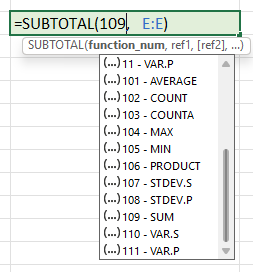 =SUBTOTAL(109, E:E)
SUBTOTAL(function_num, ref1, [ref2], ...)
(...) 11 - VAR.P
(...) 101 - AVERAGE
(...) 102 - COUNT
(...) 103 - COUNTA
(...) 104 - MAX
(...) 105 - MIN
(...) 106 - PRODUCT
(...) 107 - STDEV.S
(...) 108 - STDEV.P
(...) 109 - SUM
(...) 110 - VAR.S
(...) 111 - VAR.P